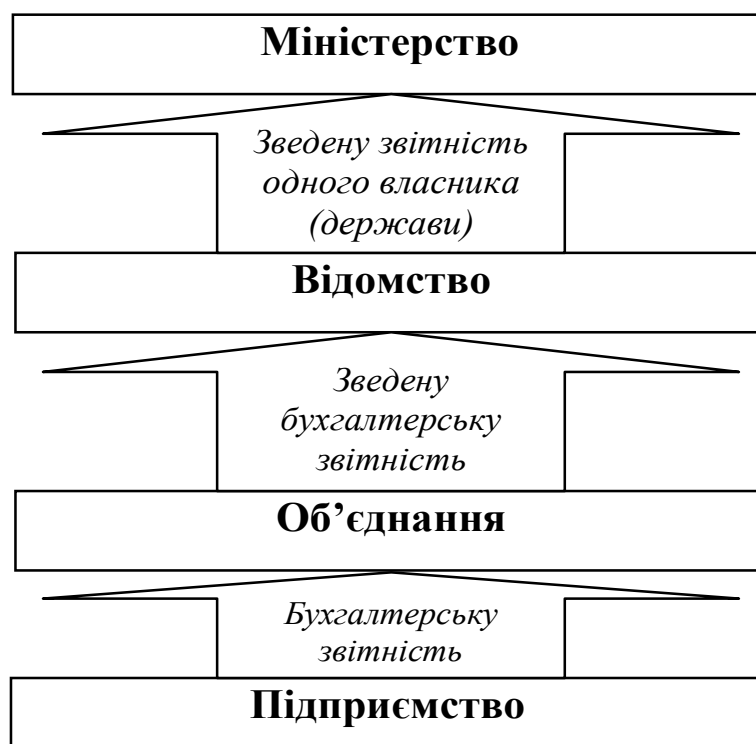 Міністерство
Зведену звітність
одного власника
(держави)
Відомство
Зведену
бухгалтерську
звітність
Об’єднання
Бухгалтерську
звітність
Підприємство